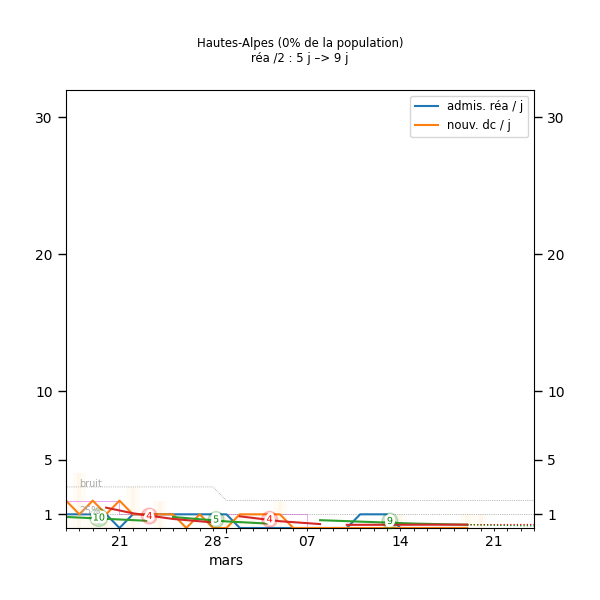 Hautes-Alpes (0% de la population)
réa /2 : 5 j –> 9 j
admis. réa / j
nouv. dc / j
30 30
20 20
10 10
5 5
bruit
10 4 5 4 9
1 1
21 28 07 14 21
mars